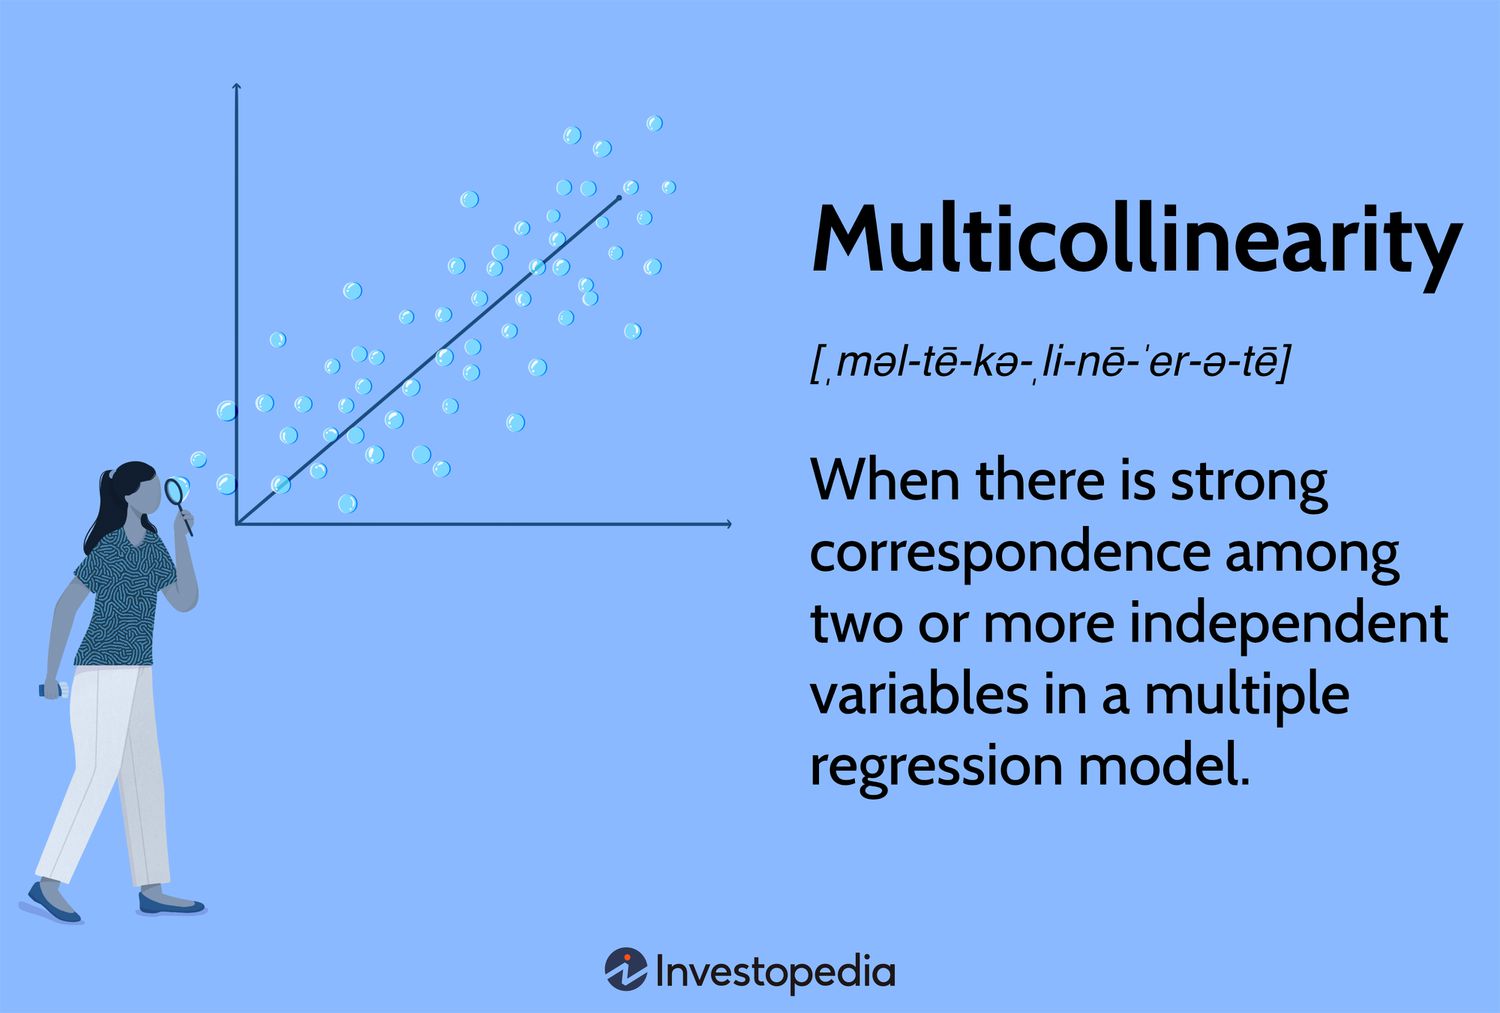 Multicollinearity
[ˌməl-tē-kə-ˌli-nē-ˈer-ə-tē]
When there is strong
correspondence among
two or more independent
variables in a multiple
regression model.
Investopedia